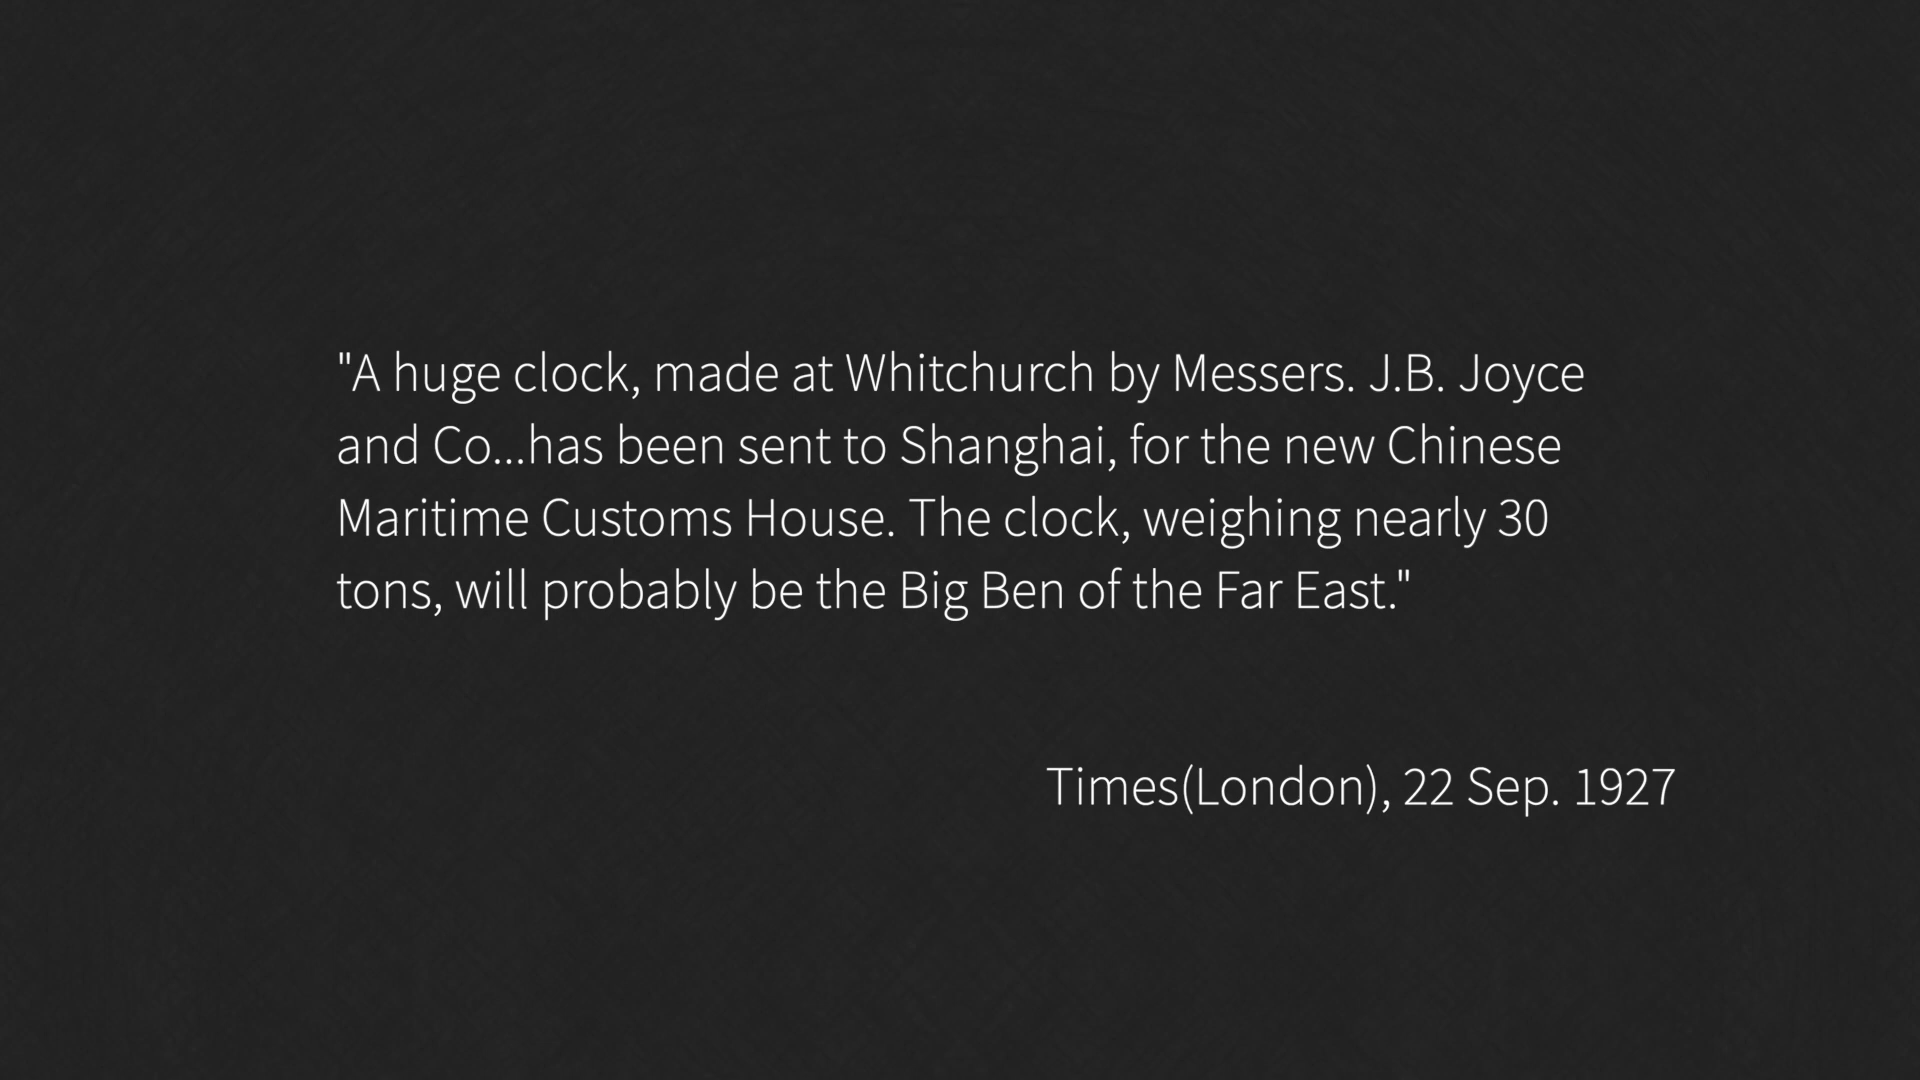 "A huge clock, made at Whitchurch by Messers. J.B. Joyce
and Co...has been sent to Shanghai, for the new Chinese
Maritime Customs House. The clock, weighing nearly 30
tons, will probably be the Big Ben of the Far East."
Times(London), 22 Sep. 1927